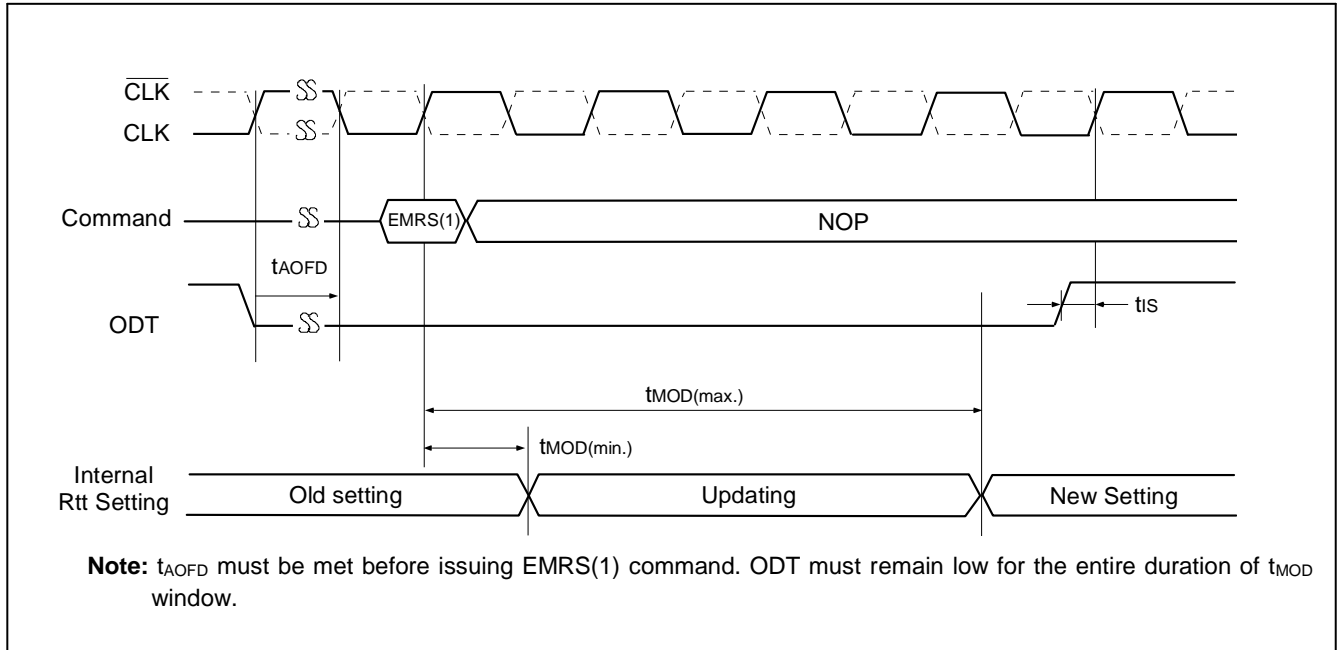 CLK
CLK
Command
EMRS(1)
NOP
tAOFD
ODT
tIS
tMOD(max.)
tMOD(min.)
Internal
Rtt Setting
Old setting
Updating
New Setting
Note: tAOFD must be met before issuing EMRS(1) command. ODT must remain low for the entire duration of tMOD
window.